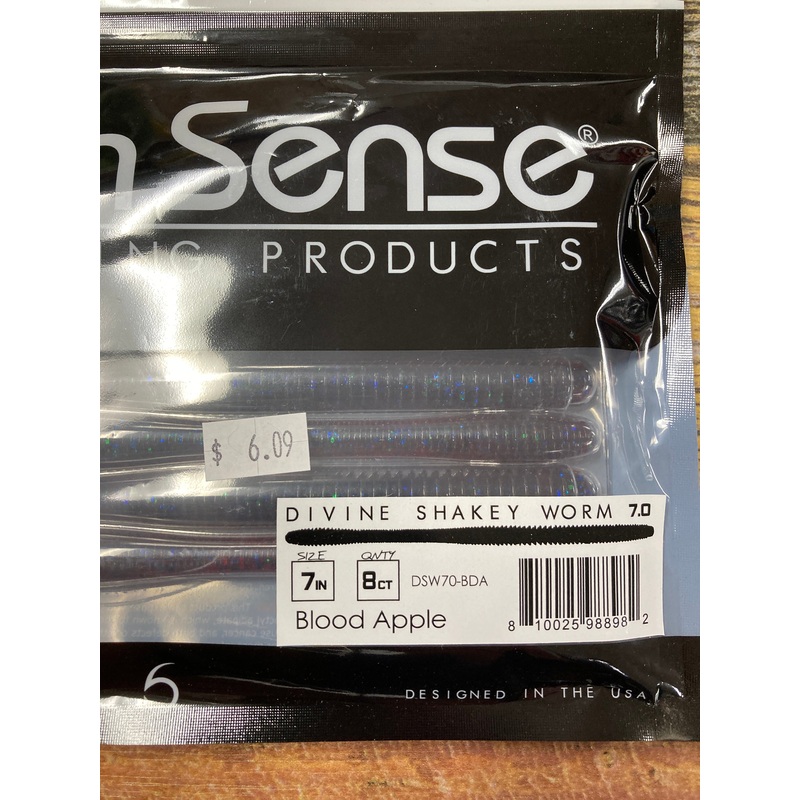 n Sense®
NG PRODUCTS
$ 6.09
DIVINE SHAKEY WORM 7.0
SIZE QNTY
7IN 8CT DSW70-BDA
Blood Apple
8 10025 98898 2
DESIGNED IN THE USA